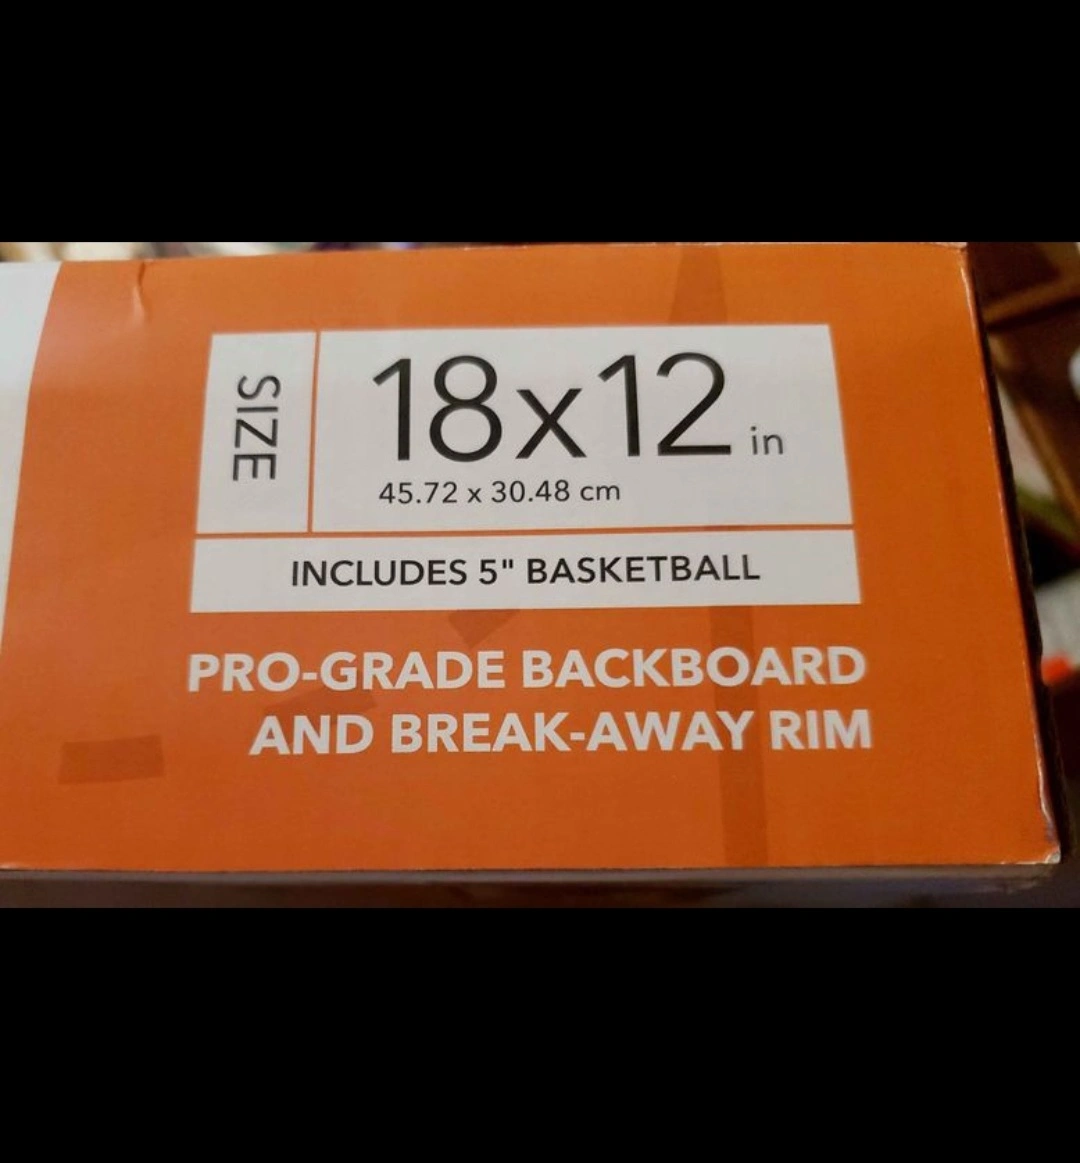 SIZE
18x12 in
45.72 x 30.48 cm
INCLUDES 5" BASKETBALL
PRO-GRADE BACKBOARD
AND BREAK-AWAY RIM